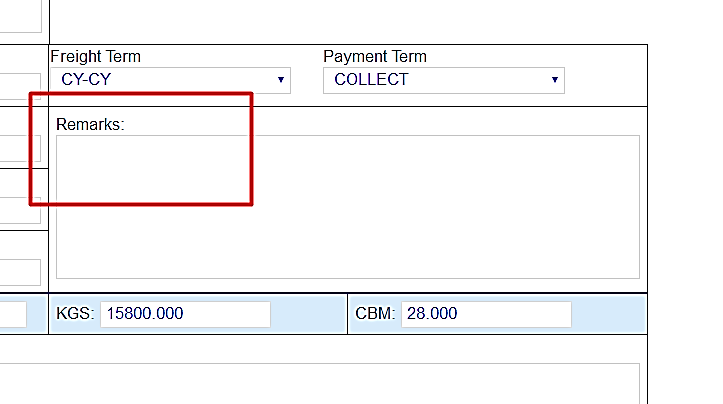 Freight Term Payment Term
CY-CY COLLECT
Remarks:
KGS: 15800.000 CBM: 28.000